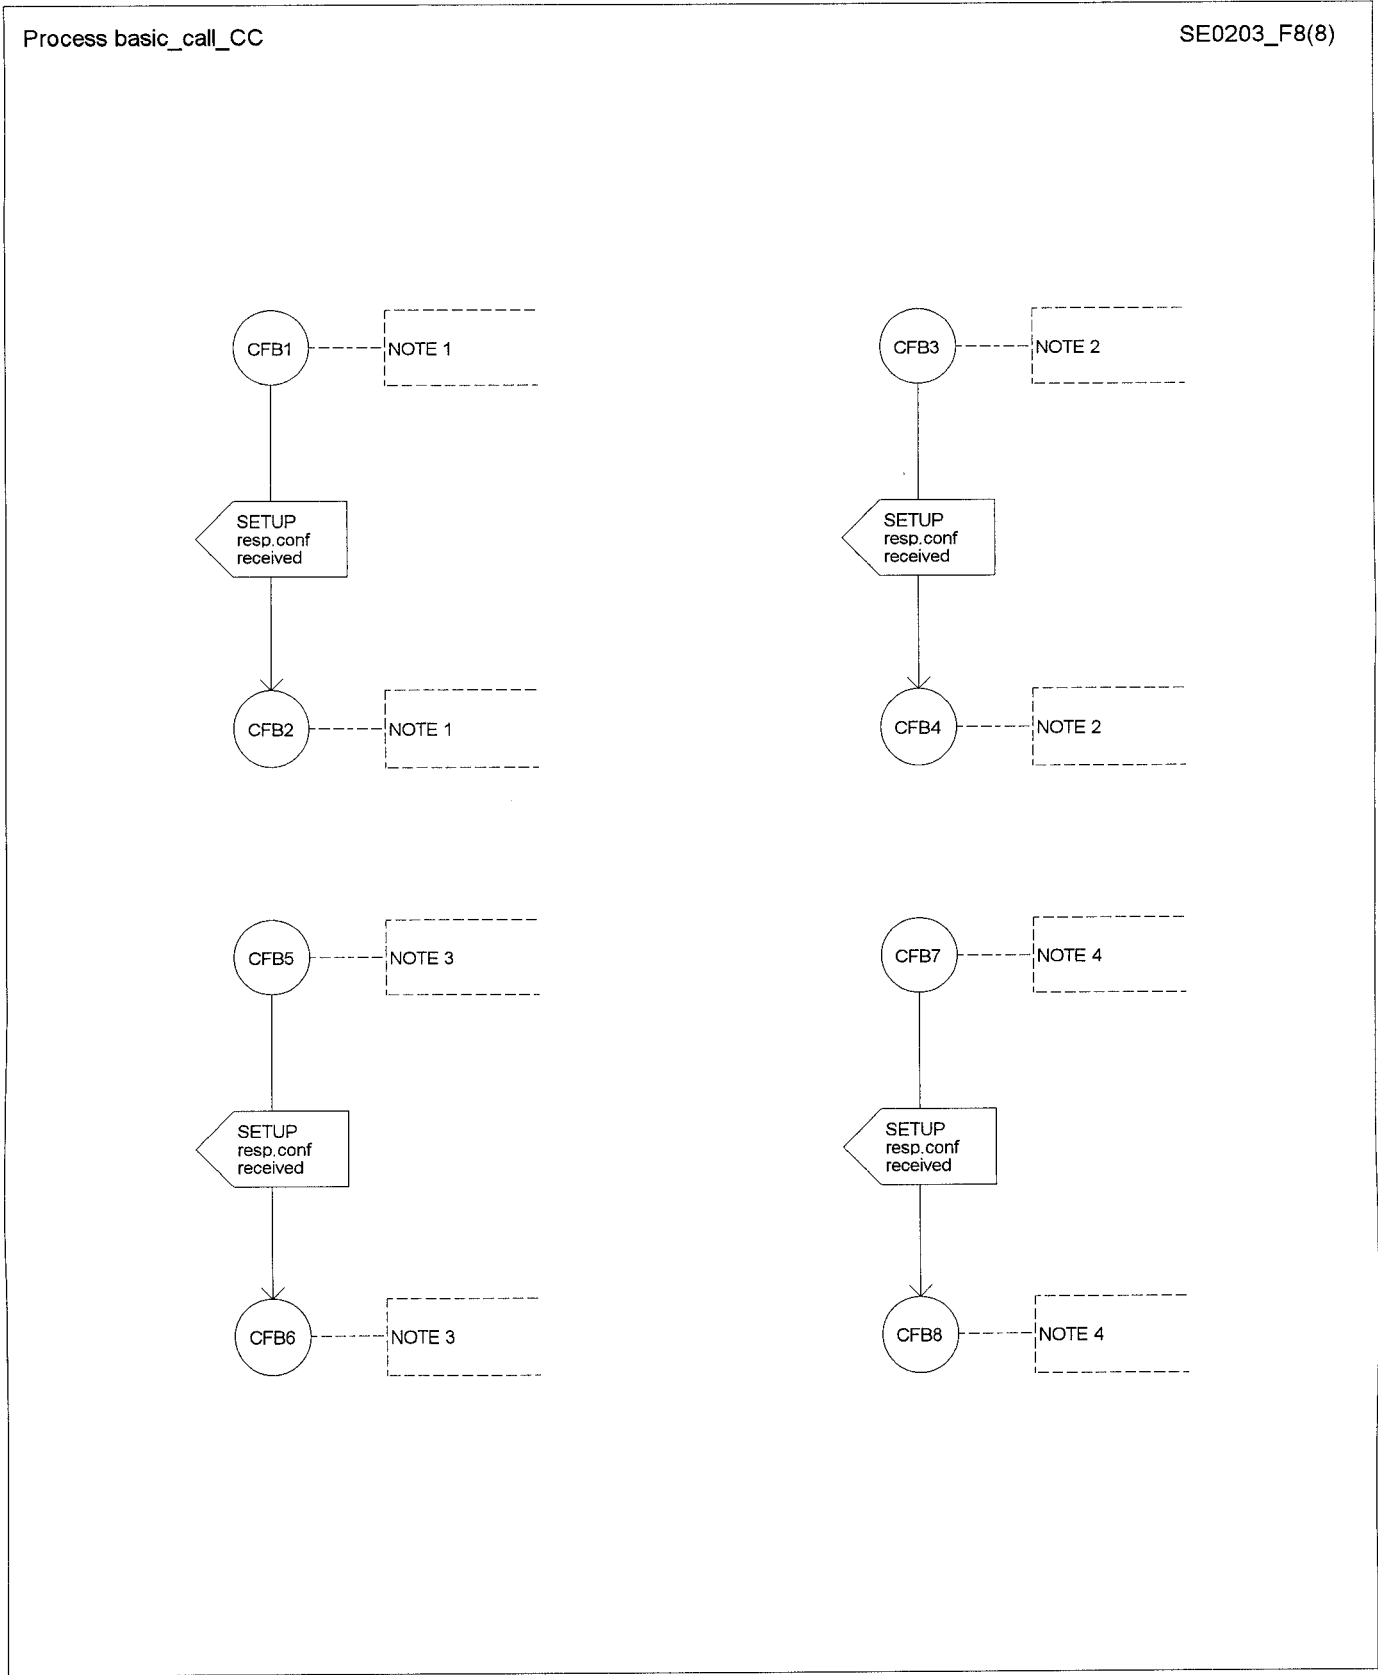 Process basic_call_CC
SE0203_F8(8)
CFB1
NOTE 1
CFB3
NOTE 2
SETUP
resp.conf
received
SETUP
resp.conf
received
CFB2
NOTE 1
CFB4
NOTE 2
CFB5
NOTE 3
CFB7
NOTE 4
SETUP
resp.conf
received
SETUP
resp.conf
received
CFB6
NOTE 3
CFB8
NOTE 4